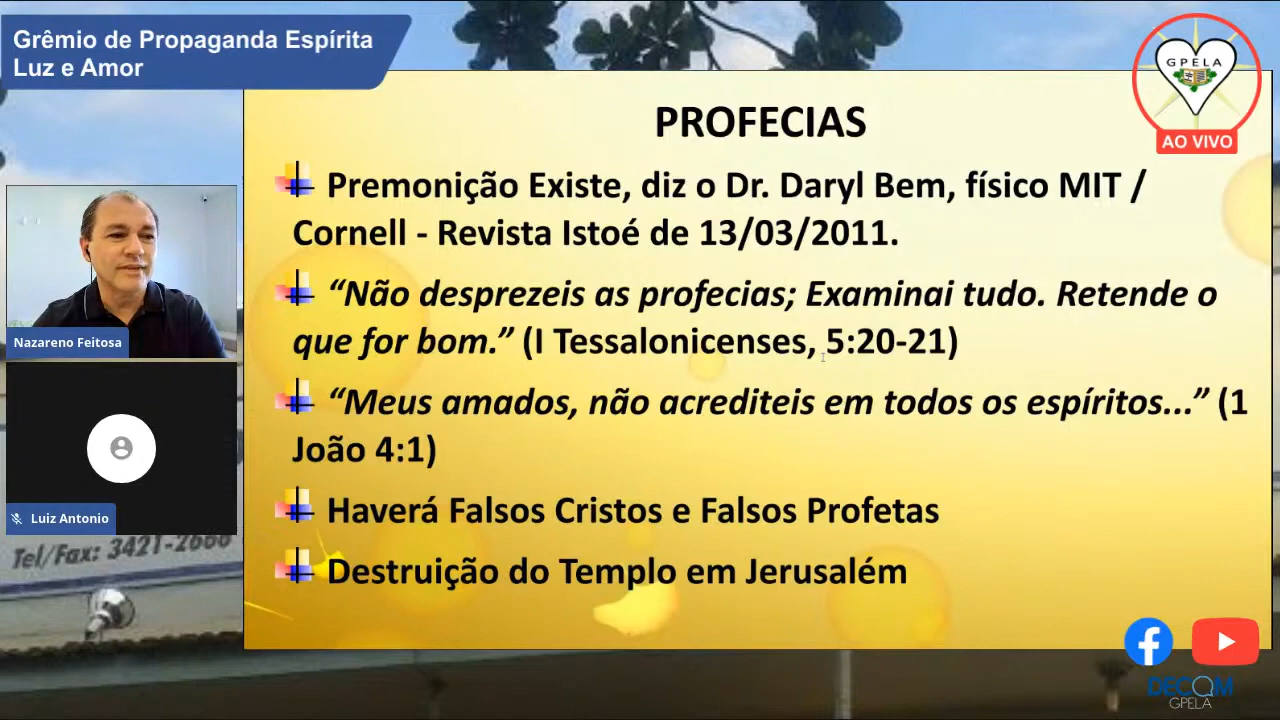 Grêmio de Propaganda Espírita
Luz e Amor
GPELA
AO VIVO
PROFECIAS
Premonição Existe, diz o Dr. Daryl Bem, físico MIT /
Cornell - Revista Istoé de 13/03/2011.
“Não desprezeis as profecias; Examinai tudo. Retende o
que for bom.” (I Tessalonicenses, 5:20-21)
“Meus amados, não acrediteis em todos os espíritos...” (1
João 4:1)
Haverá Falsos Cristos e Falsos Profetas
Destruição do Templo em Jerusalém
Nazareno Feitosa
Luiz Antonio
Tel/Fax: 3421-2666
DECOM
GPELA